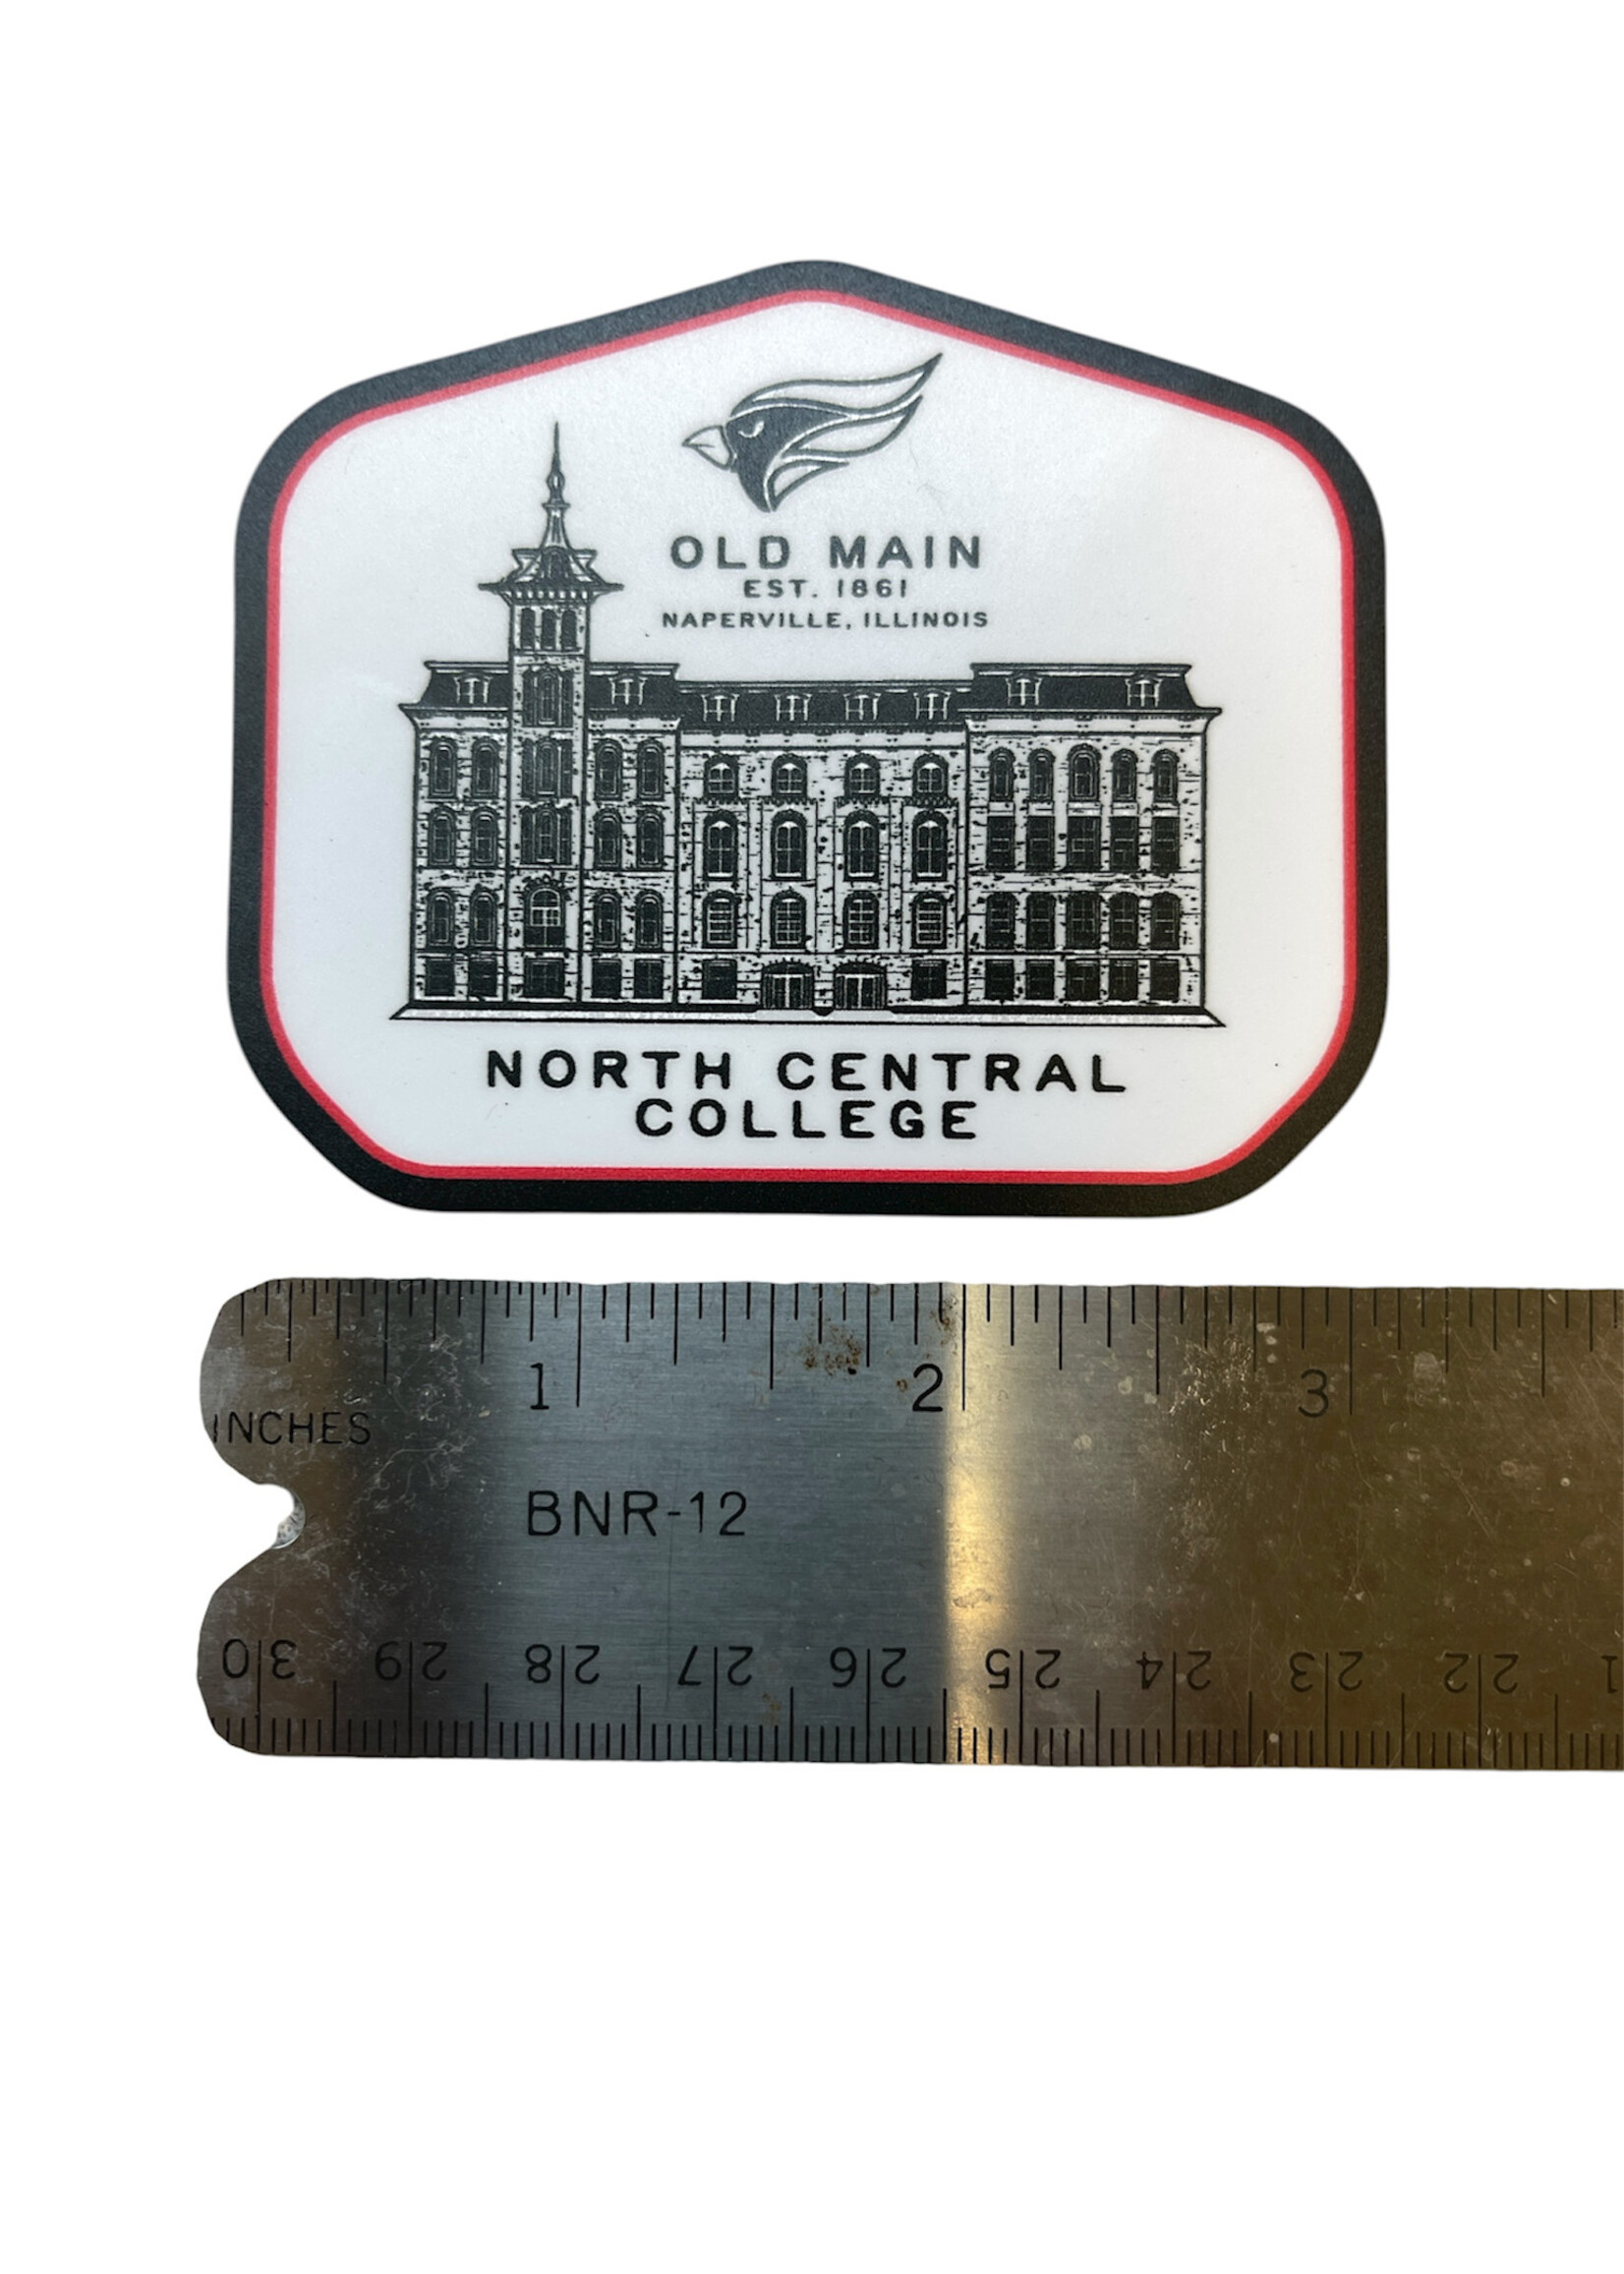 OLD MAIN
EST. 1861
NAPERVILLE, ILLINOIS
NORTH CENTRAL
COLLEGE
1 2 3
INCHES
BNR-12
30 29 28 27 26 25 24 23 22